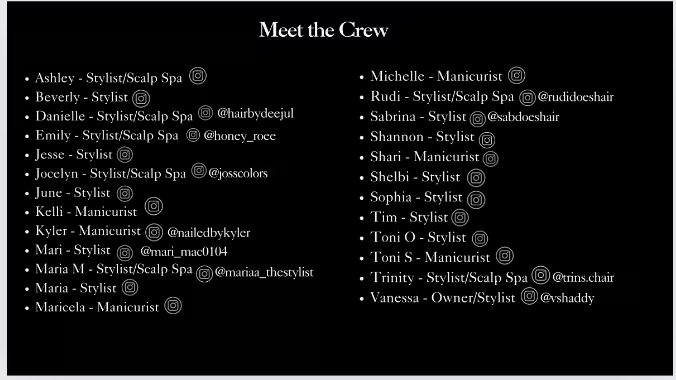 Meet the Crew
• Ashley - Stylist/Scalp Spa
• Beverly - Stylist
• Danielle - Stylist/Scalp Spa @hairbydeejul
• Emily - Stylist/Scalp Spa @honey_roee
• Jesse - Stylist
• Jocelyn - Stylist/Scalp Spa @josscolors
• June - Stylist
• Kelli - Manicurist
• Kyler - Manicurist @nailedbykyler
• Mari - Stylist @mari_mac0104
• Maria M - Stylist/Scalp Spa @mariaa_thestylist
• Maria - Stylist
• Maricela - Manicurist
• Michelle - Manicurist
• Rudi - Stylist/Scalp Spa @rudidoeshair
• Sabrina - Stylist @sabdoeshair
• Shannon - Stylist
• Shari - Manicurist
• Shelbi - Stylist
• Sophia - Stylist
• Tim - Stylist
• Toni O - Stylist
• Toni S - Manicurist
• Trinity - Stylist/Scalp Spa @trins.chair
• Vanessa - Owner/Stylist @vshaddy